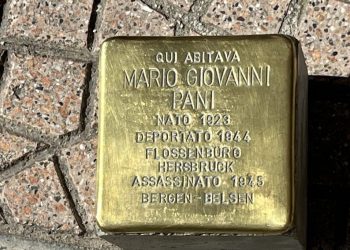 QUI ABITAVA
MARIO GIOVANNI
PANI
NATO 1923
DEPORTATO 1944
FLOSSENBÜRG
HERSBRUCK
ASSASSINATO 1945
BERGEN-BELSEN